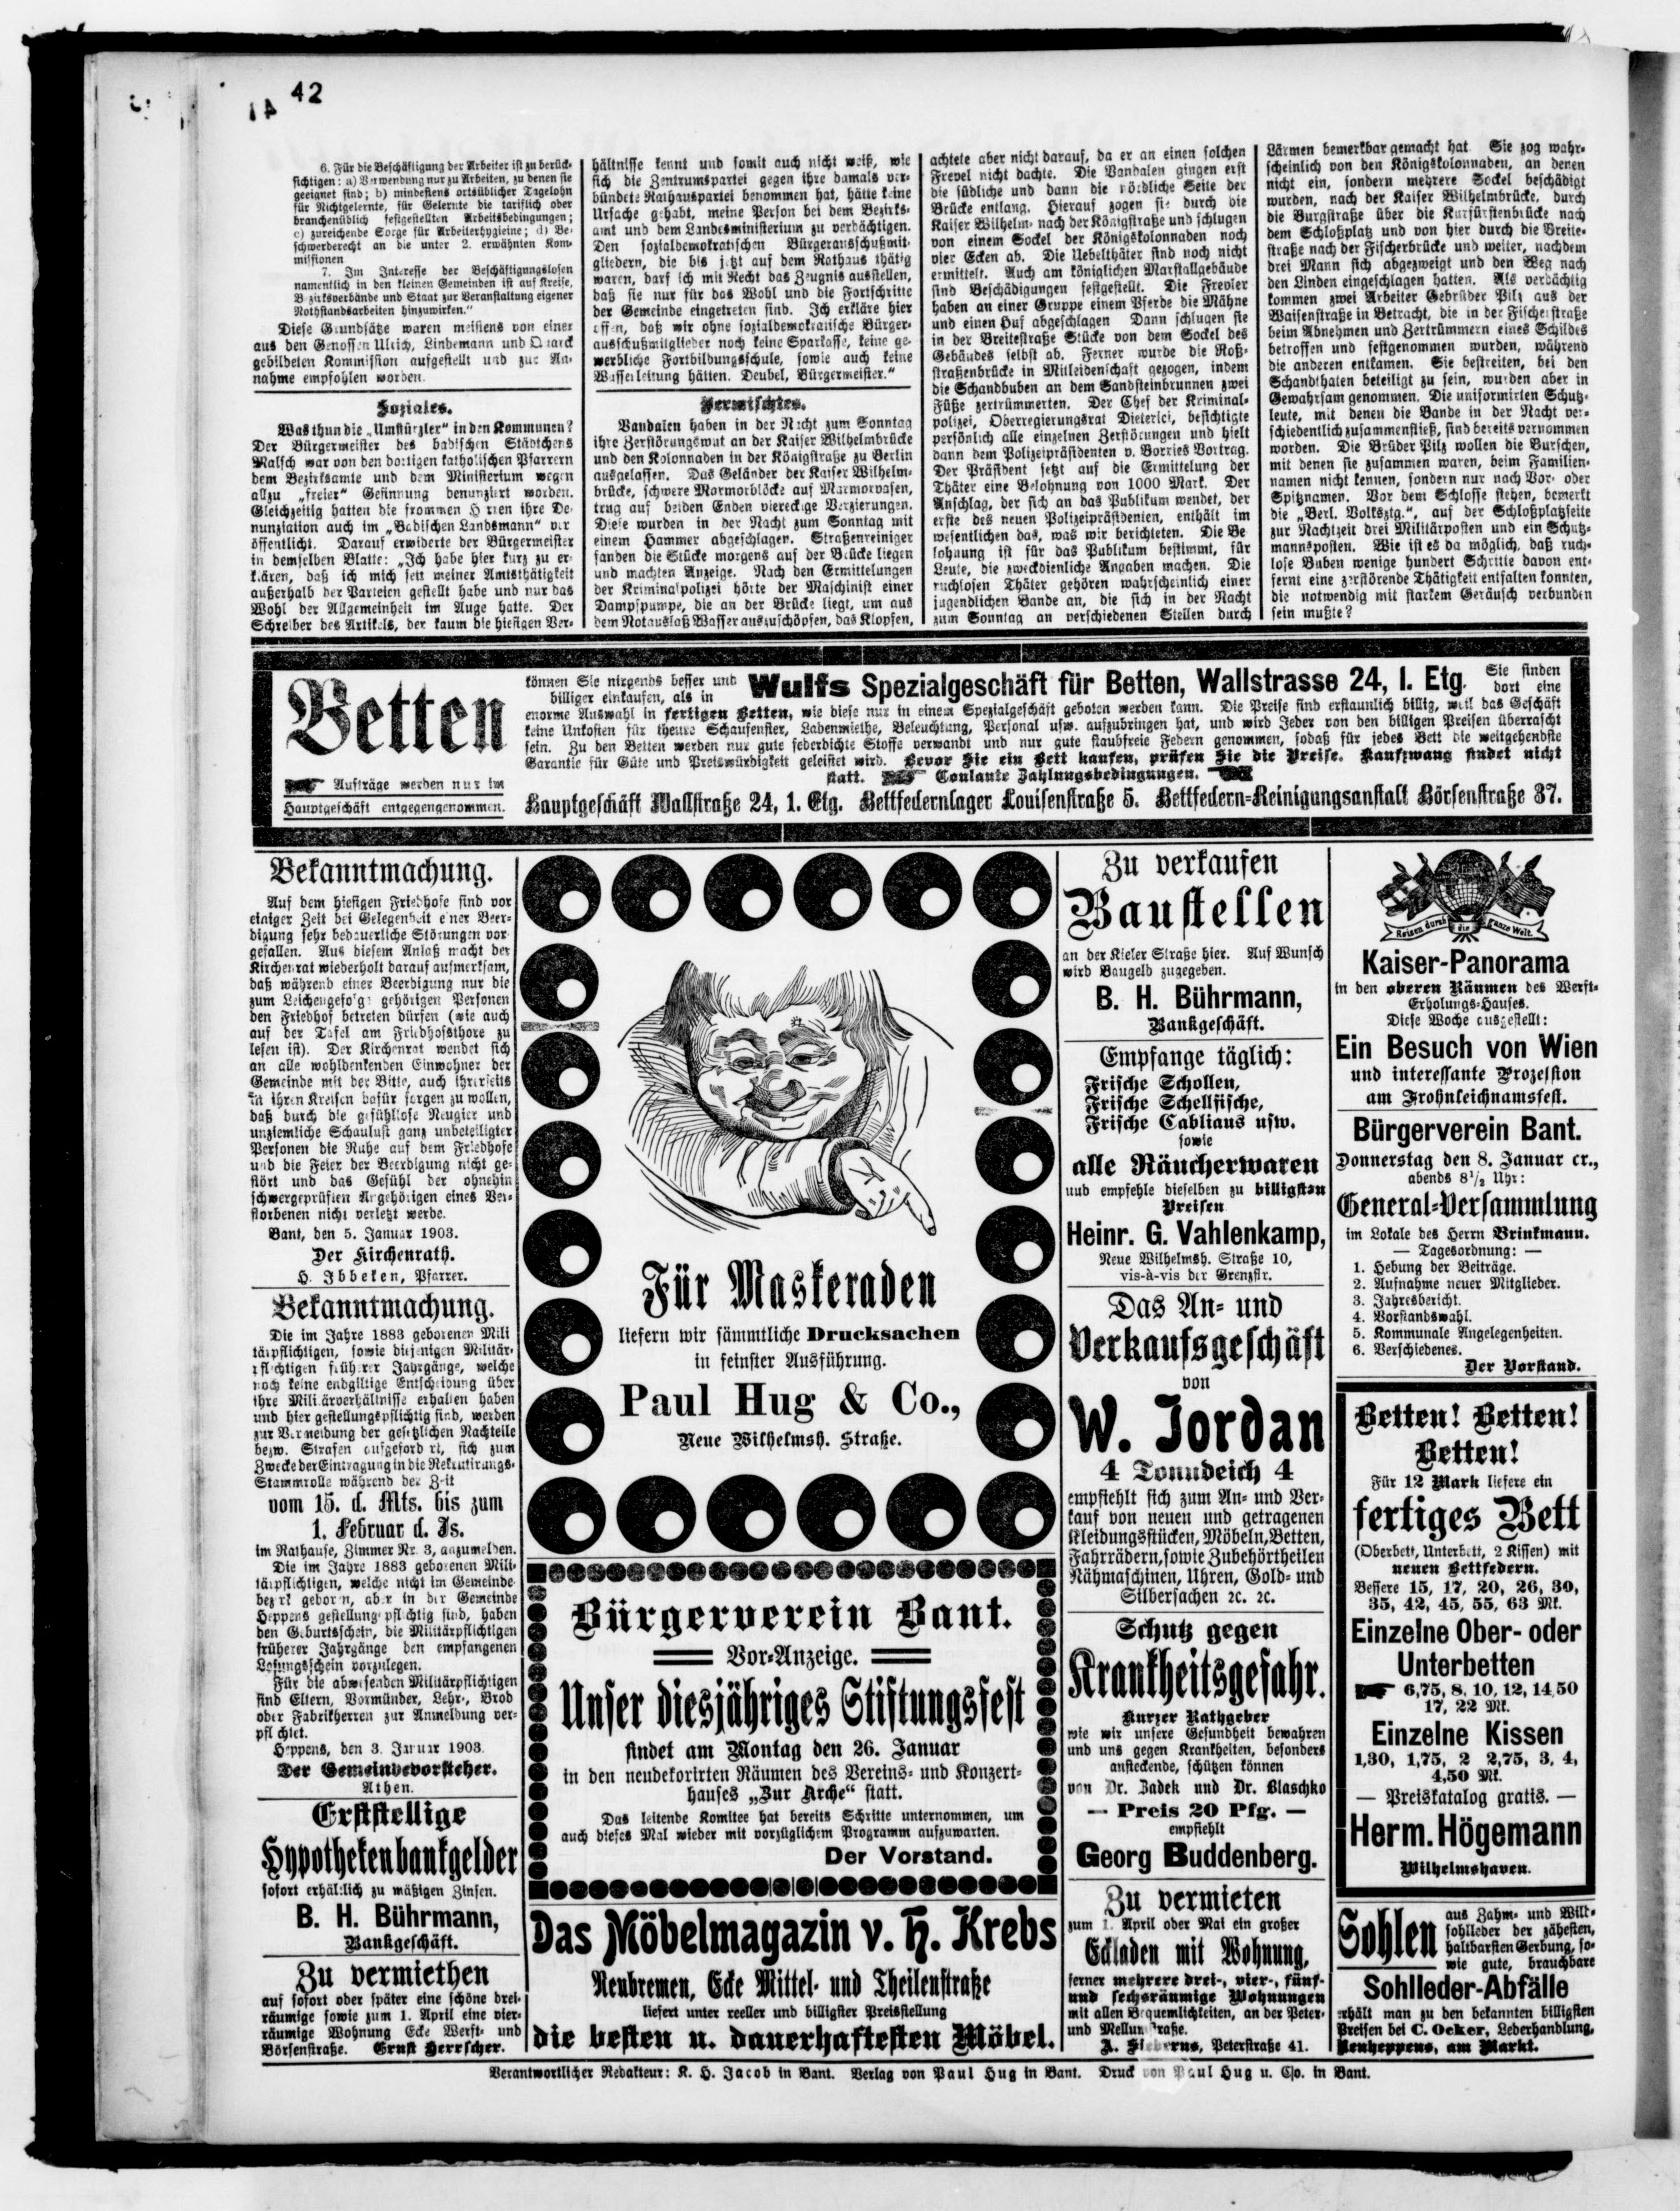 42
6. Für die Beschäftigung der Arbeiter ist zu berück-
sichtigen: a) Verwendung nur zu Arbeiten, zu denen sie
geeignet sind; b) mindestens ortsüblicher Tagelohn
für Nichtgelernte, für Gelernte die tariflich oder
branchenüblich festgestellten Arbeitsbedingungen;
c) zureichende Sorge für Arbeiterhygieine; d) Be-
schwerderecht an die unter 2. erwähnten Kom-
missionen
7. Im Interesse der Beschäftigungslosen
namentlich in den kleinen Gemeinden ist auf Kreise,
Bezirksverbände und Staat zur Veranstaltung eigener
Nothstandsarbeiten hinzuwirken."
Diese Grundsätze waren meistens von einer
aus den Genossen Ulrich, Lindemann und Quarck
gebildeten Kommission aufgestellt und zur An-
nahme empfohlen worden.
Soziales.
Was thun die „Umstürzler" in den Kommunen?
Der Bürgermeister des badischen Städtchens
Malsch war von den dortigen katholischen Pfarrern
dem Bezirksamte und dem Ministerium wegen
allzu „freier" Gesinnung denunziert worden.
Gleichzeitig hatten die frommen Herren ihre De-
nunziation auch im „Badischen Landsmann" ver
öffentlicht. Darauf erwiderte der Bürgermeister
in demselben Blatte: „Ich habe hier kurz zu er-
klären, daß ich mich seit meiner Amtsthätigkeit
außerhalb der Parteien gestellt habe und nur das
Wohl der Allgemeinheit im Auge hatte. Der
Schreiber des Artikels, der kaum die hiesigen Ver-
hältnisse kennt und somit auch nicht weiß, wie
sich die Zentrumspartei gegen ihre damals ver-
bündete Rathauspartei benommen hat, hätte keine
Ursache gehabt, meine Person bei dem Bezirks-
amt und dem Landesministerium zu verdächtigen.
Den sozialdemokratischen Bürgerausschußmit-
gliedern, die bis jetzt auf dem Rathaus thätig
waren, darf ich mit Recht das Zeugnis ausstellen,
daß sie nur für das Wohl und die Fortschritte
der Gemeinde eingetreten sind. Ich erkläre hier
offen, daß wir ohne sozialdemokratische Bürger-
ausschußmitglieder noch keine Sparkasse, keine ge-
werbliche Fortbildungsschule, sowie auch keine
Wasserleitung hätten. Deubel, Bürgermeister."
Vermischtes.
Vandalen haben in der Nacht zum Sonntag
ihre Zerstörungswut an der Kaiser Wilhelmbrücke
und den Kolonnaden in der Königstraße zu Berlin
ausgelassen. Das Geländer der Kaiser Wilhelm-
brücke, schwere Marmorblöcke auf Marmorvasen,
trug auf beiden Enden viereckige Verzierungen.
Diese wurden in der Nacht zum Sonntag mit
einem Hammer abgeschlagen. Straßenreiniger
fanden die Stücke morgens auf der Brücke liegen
und machten Anzeige. Nach den Ermittelungen
der Kriminalpolizei hörte der Maschinist einer
Dampfpumpe, die an der Brücke liegt, um aus
dem Notauslaß Wasser auszuschöpfen, das Klopfen,
achtete aber nicht darauf, da er an einen solchen
Frevel nicht dachte. Die Vandalen gingen erst
die südliche und dann die nördliche Seite der
Brücke entlang. Hierauf zogen sie durch die
Kaiser Wilhelm- nach der Königstraße und schlugen
von einem Sockel der Königskolonnaden noch
vier Ecken ab. Die Uebelthäter sind noch nicht
ermittelt. Auch am königlichen Marstallgebäude
sind Beschädigungen festgestellt. Die Frevler
haben an einer Gruppe einem Pferde die Mähne
und einen Huf abgeschlagen Dann schlugen sie
in der Breitestraße Stücke von dem Sockel des
Gebäudes selbst ab. Ferner wurde die Roß-
straßenbrücke in Mitleidenschaft gezogen, indem
die Schandbuben an dem Sandsteinbrunnen zwei
Füße zertrümmerten. Der Chef der Kriminal-
polizei, Oberregierungsrat Dieterici, besichtigte
persönlich alle einzelnen Zerstörungen und hielt
dann dem Polizeipräsidenten v. Borries Vortrag.
Der Präsident setzt auf die Ermittelung der
Thäter eine Belohnung von 1000 Mark. Der
Anschlag, der sich an das Publikum wendet, der
erste des neuen Polizeipräsidenten, enthält im
wesentlichen das, was wir berichteten. Die Be
lohnung ist für das Publikum bestimmt, für
Leute, die zweckdienliche Angaben machen. Die
ruchlosen Thäter gehören wahrscheinlich einer
jugendlichen Bande an, die sich in der Nacht
zum Sonntag an verschiedenen Stellen durch
Lärmen bemerkbar gemacht hat Sie zog wahr-
scheinlich von den Königskolonnaden, an denen
nicht ein, sondern mehrere Sockel beschädigt
wurden, nach der Kaiser Wilhelmbrücke, durch
die Burgstraße über die Kurfürstenbrücke nach
dem Schloßplatz und von hier durch die Breite-
straße nach der Fischerbrücke und weiter, nachdem
drei Mann sich abgezweigt und den Weg nach
den Linden eingeschlagen hatten. Als verdächtig
kommen zwei Arbeiter Gebrüder Pilz aus der
Waisenstraße in Betracht, die in der Fischerstraße
beim Abnehmen und Zertrümmern eines Schildes
betroffen und festgenommen wurden, während
die anderen entkamen. Sie bestreiten, bei den
Schandthaten beteiligt zu sein, wurden aber in
Gewahrsam genommen. Die uniformirten Schutz-
leute, mit denen die Bande in der Nacht ver-
schiedentlich zusammenstieß, sind bereits vernommen
worden. Die Brüder Pilz wollen die Burschen,
mit denen sie zusammen waren, beim Familien-
namen nicht kennen, sondern nur nach Vor- oder
Spitznamen. Vor dem Schlosse stehen, bemerkt
die „Berl. Volksztg.", auf der Schloßplatzseite
zur Nachtzeit drei Militärposten und ein Schutz-
mannsposten. Wie ist es da möglich, daß ruch-
lose Buben wenige hundert Schritte davon ent-
fernt eine zerstörende Thätigkeit entfalten konnten,
die notwendig mit starkem Geräusch verbunden
sein mußte?
Betten
Aufträge werden nur im
Hauptgeschäft entgegengenommen.
können Sie nirgends besser und
billiger einkaufen, als in
Wulfs Spezialgeschäft für Betten, Wallstrasse 24, I. Etg.
Sie finden
dort eine
enorme Auswahl in fertigen Betten, wie diese nur in einem Spezialgeschäft geboten werden kann. Die Preise sind erstaunlich billig, weil das Geschäft
keine Unkosten für theure Schaufenster, Ladenmiethe, Beleuchtung, Personal usw. aufzubringen hat, und wird Jeder von den billigen Preisen überrascht
sein. Zu den Betten werden nur gute federdichte Stoffe verwandt und nur gute staubfreie Federn genommen, sodaß für jedes Bett die weitgehendste
Garantie für Güte und Preiswürdigkeit geleistet wird. Bevor Sie ein Bett kaufen, prüfen Sie die Preise. Kaufzwang findet nicht
statt. Coulante Zahlungsbedingungen.
Hauptgeschäft Wallstraße 24, 1. Etg. Bettfedernlager Louisenstraße 5. Bettfedern-Reinigungsanstalt Börsenstraße 37.
Bekanntmachung.
Auf dem hiesigen Friedhofe sind vor
einiger Zeit bei Gelegenheit einer Beer-
digung sehr bedauerliche Störungen vor-
gefallen. Aus diesem Anlaß macht der
Kirchenrat wiederholt darauf aufmerksam,
daß während einer Beerdigung nur die
zum Leichengefolge gehörigen Personen
den Friedhof betreten dürfen (wie auch
auf der Tafel am Friedhofsthore zu
lesen ist). Der Kirchenrat wendet sich
an alle wohldenkenden Einwohner der
Gemeinde mit der Bitte, auch ihrerseits
in ihren Kreisen dafür sorgen zu wollen,
daß durch die gefühllose Neugier und
unziemliche Schaulust ganz unbeteiligter
Personen die Ruhe auf dem Friedhofe
und die Feier der Beerdigung nicht ge-
stört und das Gefühl der ohnehin
schwergeprüften Angehörigen eines Ver-
storbenen nicht verletzt werde.
Bant, den 5. Januar 1903.
Der Kirchenrath.
H. Ibbeken, Pfarrer.
Bekanntmachung.
Die im Jahre 1883 geborenen Mili
tärpflichtigen, sowie diejenigen Militär-
pflichtigen früherer Jahrgänge, welche
noch keine endgiltige Entscheidung über
ihre Militärverhältnisse erhalten haben
und hier gestellungspflichtig sind, werden
zur Vermeidung der gesetzlichen Nachteile
bezw. Strafen aufgefordert, sich zum
Zwecke der Eintragung in die Rekrutirungs-
Stammrolle während der Zeit
vom 15. d. Mts. bis zum
1. Februar d. Js.
im Rathause, Zimmer Nr. 3, anzumelden.
Die im Jahre 1883 geborenen Mili-
tärpflichtigen, welche nicht im Gemeinde-
bezirk geboren, aber in der Gemeinde
Heppens gestellungspflichtig sind, haben
den Geburtsschein, die Militärpflichtigen
früherer Jahrgänge den empfangenen
Losungsschein vorzulegen.
Für die abwesenden Militärpflichtigen
sind Eltern, Vormünder, Lehr-, Brod
oder Fabrikherren zur Anmeldung ver-
pflichtet.
Heppens, den 3. Januar 1903.
Der Gemeindevorsteher.
Athen.
Erststellige
Hypothekenbankgelder
sofort erhältlich zu mäßigen Zinsen.
B. H. Bührmann,
Bankgeschäft.
Zu vermiethen
auf sofort oder später eine schöne drei-
räumige sowie zum 1. April eine vier-
räumige Wohnung Ecke Werft- und
Börsenstraße. Ernst Herrscher.
Für Maskeraden
liefern wir sämmtliche Drucksachen
in feinster Ausführung.
Paul Hug & Co.,
Neue Wilhelmsh. Straße.
Bürgerverein Bant.
Vor-Anzeige.
Unser diesjähriges Stiftungsfest
findet am Montag den 26. Januar
in den neudekorirten Räumen des Vereins- und Konzert-
hauses „Zur Arche" statt.
Das leitende Komitee hat bereits Schritte unternommen, um
auch dieses Mal wieder mit vorzüglichem Programm aufzuwarten.
Der Vorstand.
Das Möbelmagazin v. H. Krebs
Neubremen, Ecke Mittel- und Theilenstraße
liefert unter reeller und billigster Preisstellung
die besten u. dauerhaftesten Möbel.
Zu verkaufen
Baustellen
an der Kieler Straße hier. Auf Wunsch
wird Baugeld zugegeben.
B. H. Bührmann,
Bankgeschäft.
Empfange täglich:
Frische Schollen,
Frische Schellfische,
Frische Cabliaus usw.
sowie
alle Räucherwaren
und empfehle dieselben zu billigsten
Preisen
Heinr. G. Vahlenkamp,
Neue Wilhelmsh. Straße 10,
vis-à-vis der Grenzstr.
Das An- und
Verkaufsgeschäft
von
W. Jordan
4 Tonndeich 4
empfiehlt sich zum An- und Ver-
kauf von neuen und getragenen
Kleidungsstücken, Möbeln, Betten,
Fahrrädern, sowie Zubehörtheilen
Nähmaschinen, Uhren, Gold- und
Silbersachen ꝛc. ꝛc.
Schutz gegen
Krankheitsgefahr.
Kurzer Rathgeber
wie wir unsere Gesundheit bewahren
und uns gegen Krankheiten, besonders
ansteckende, schützen können
von Dr. Zadek und Dr. Blaschko
— Preis 20 Pfg. —
empfiehlt
Georg Buddenberg.
Zu vermieten
zum 1. April oder Mai ein großer
Eckladen mit Wohnung,
ferner mehrere drei-, vier-, fünf-
und sechsräumige Wohnungen
mit allen Bequemlichkeiten, an der Peter-
und Mellumstraße.
A. Sieberns, Peterstraße 41.
Reisen durch die ganze Welt.
Kaiser-Panorama
in den oberen Räumen des Werft-
Erholungs-Hauses.
Diese Woche ausgestellt:
Ein Besuch von Wien
und interessante Prozession
am Frohnleichnamsfest.
Bürgerverein Bant.
Donnerstag den 8. Januar cr.,
abends 8½ Uhr:
General-Versammlung
im Lokale des Herrn Brinkmann.
— Tagesordnung: —
1. Hebung der Beiträge.
2. Aufnahme neuer Mitglieder.
3. Jahresbericht.
4. Vorstandswahl.
5. Kommunale Angelegenheiten.
6. Verschiedenes.
Der Vorstand.
Betten! Betten!
Betten!
Für 12 Mark liefere ein
fertiges Bett
(Oberbett, Unterbett, 2 Kissen) mit
neuen Bettfedern.
Bessere 15, 17, 20, 26, 30,
35, 42, 45, 55, 63 Mk.
Einzelne Ober- oder
Unterbetten
6,75, 8, 10, 12, 14,50
17, 22 Mk.
Einzelne Kissen
1,30, 1,75, 2 2,75, 3, 4,
4,50 Mk.
— Preiskatalog gratis. —
Herm. Högemann
Wilhelmshaven.
Sohlen
aus Zahm- und Wild-
sohlleder der zähesten,
haltbarsten Gerbung, so-
wie gute, brauchbare
Sohlleder-Abfälle
erhält man zu den bekannten billigsten
Preisen bei C. Ocker, Lederhandlung,
Neuheppens, am Markt.
Verantwortlicher Redakteur: K. H. Jacob in Bant. Verlag von Paul Hug in Bant. Druck von Paul Hug u. Co. in Bant.